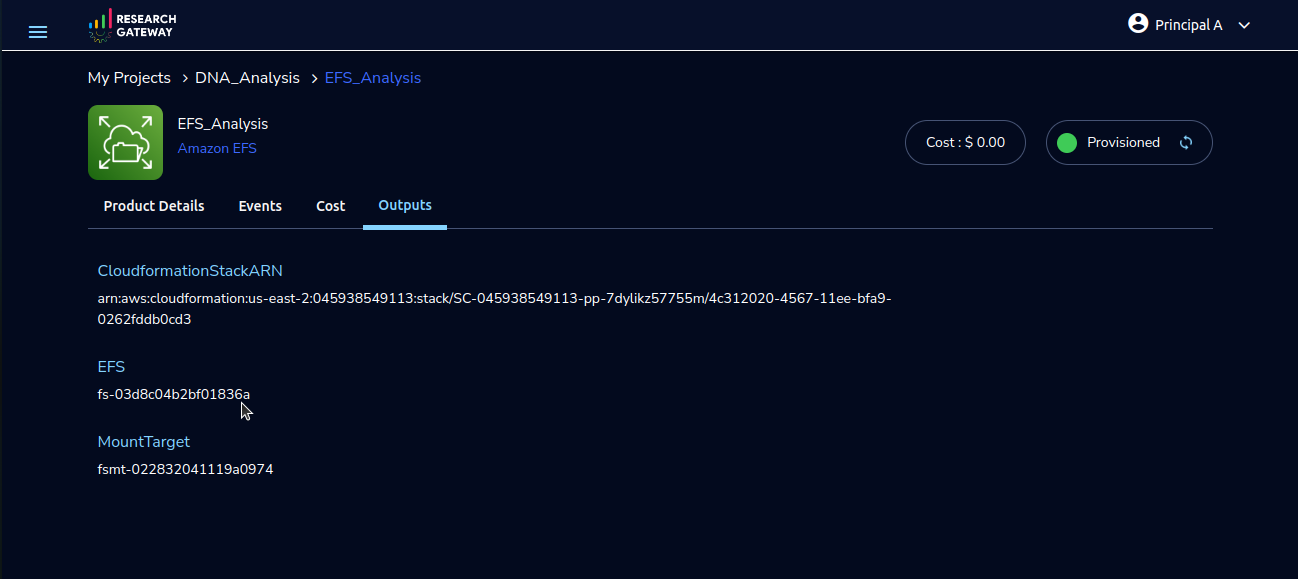 RESEARCH
GATEWAY
Principal A
My Projects > DNA_Analysis > EFS_Analysis
EFS_Analysis
Amazon EFS
Cost : $ 0.00
Provisioned
Product Details Events Cost Outputs
CloudformationStackARN
arn:aws:cloudformation:us-east-2:045938549113:stack/SC-045938549113-pp-7dylikz57755m/4c312020-4567-11ee-bfa9-
0262fddb0cd3
EFS
fs-03d8c04b2bf01836a
MountTarget
fsmt-022832041119a0974